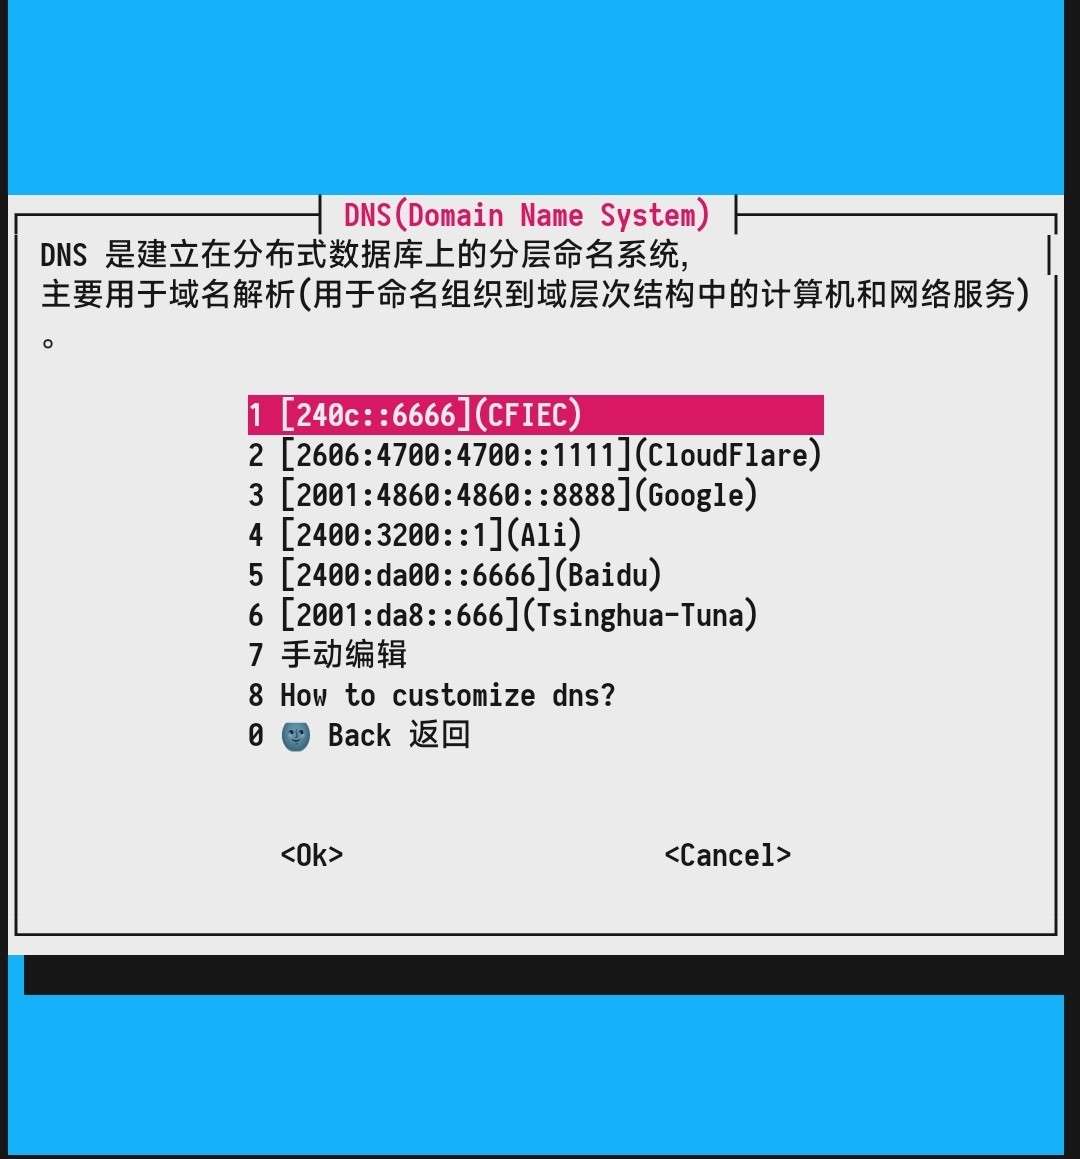 DNS(Domain Name System)
DNS 是建立在分布式数据库上的分层命名系统,
主要用于域名解析(用于命名组织到域层次结构中的计算机和网络服务)
。
1 [240c::6666](CFIEC)
2 [2606:4700:4700::1111](CloudFlare)
3 [2001:4860:4860::8888](Google)
4 [2400:3200::1](Ali)
5 [2400:da00::6666](Baidu)
6 [2001:da8::666](Tsinghua-Tuna)
7 手动编辑
8 How to customize dns?
0 🌚 Back 返回
<Ok> <Cancel>